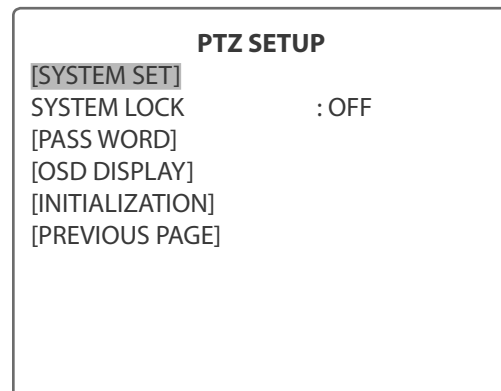 PTZ SETUP
[SYSTEM SET]
SYSTEM LOCK : OFF
[PASS WORD]
[OSD DISPLAY]
[INITIALIZATION]
[PREVIOUS PAGE]